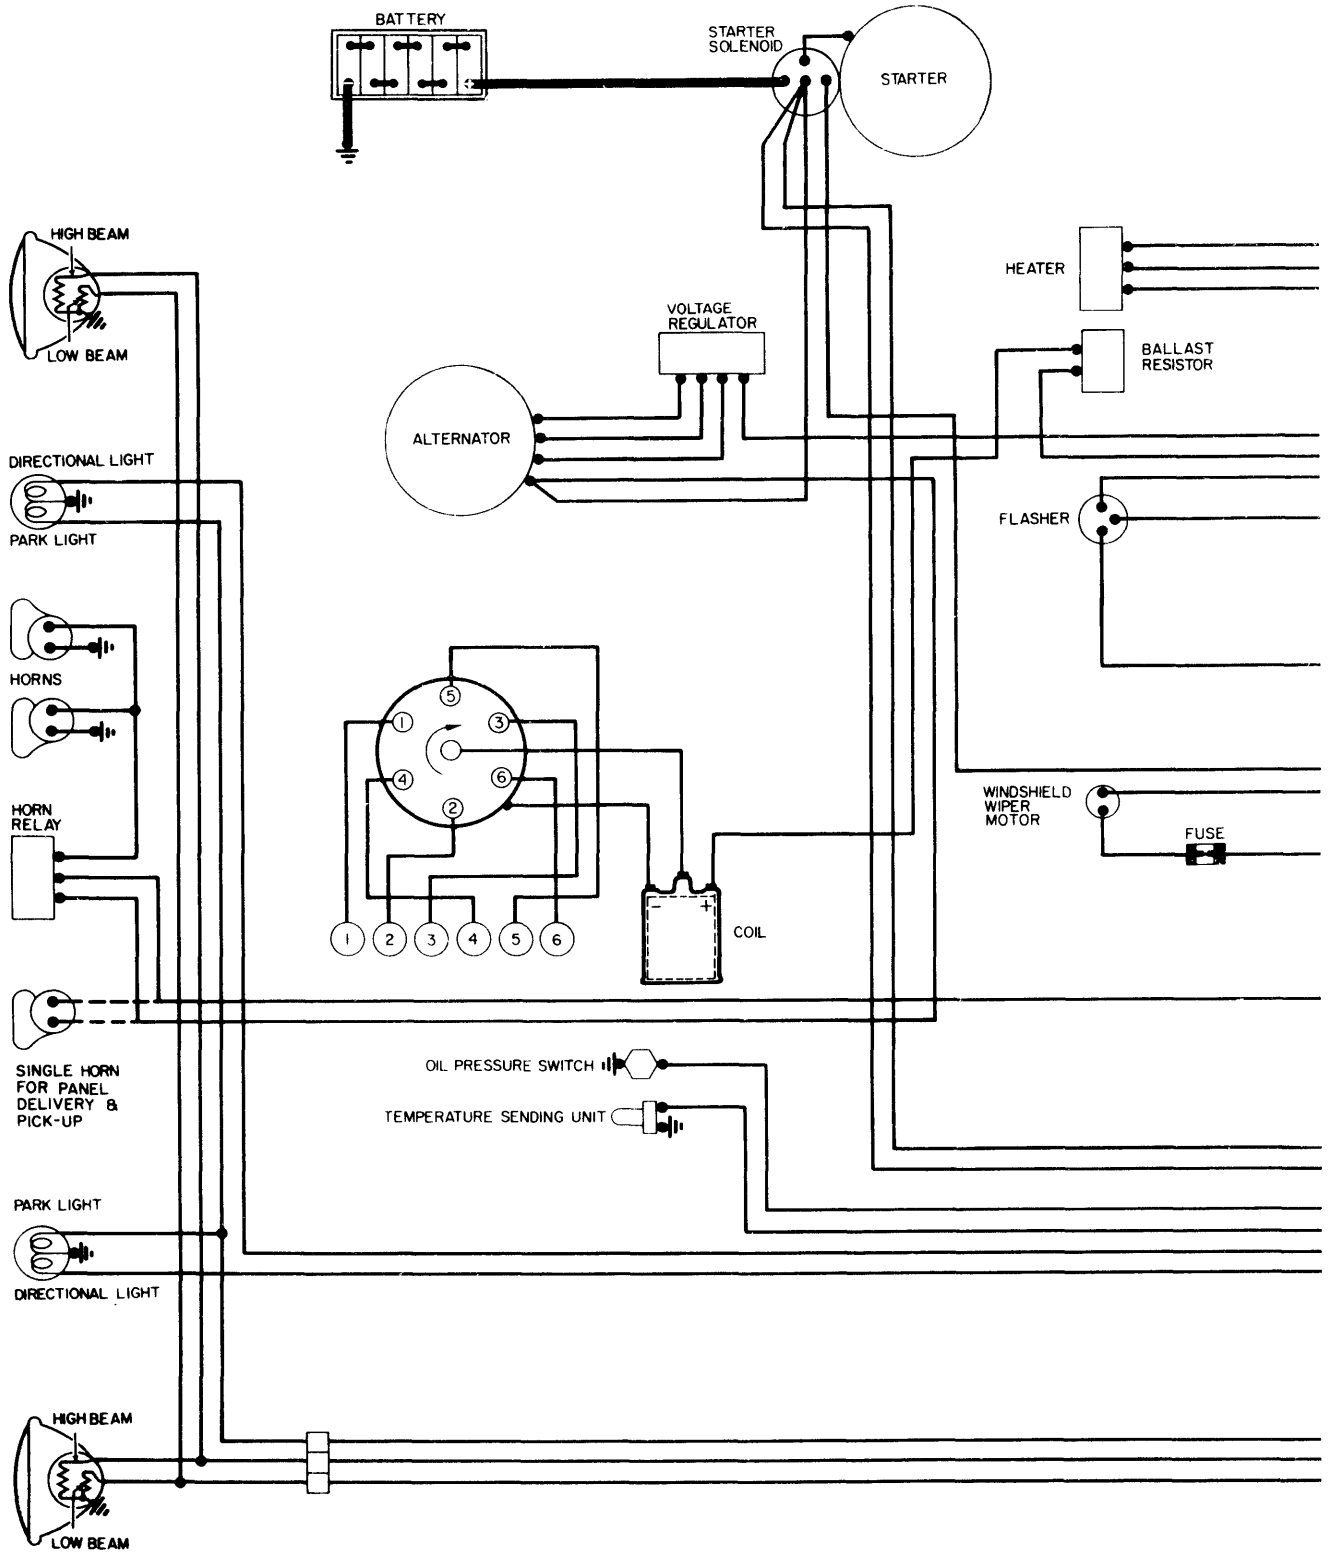 BATTERY
STARTER
SOLENOID
STARTER
HIGH BEAM
LOW BEAM
HEATER
VOLTAGE
REGULATOR
BALLAST
RESISTOR
ALTERNATOR
DIRECTIONAL LIGHT
PARK LIGHT
FLASHER
HORNS
5
1
3
4
6
2
HORN
RELAY
WINDSHIELD
WIPER
MOTOR
FUSE
- +
COIL
1 2 3 4 5 6
SINGLE HORN
FOR PANEL
DELIVERY &
PICK-UP
OIL PRESSURE SWITCH
TEMPERATURE SENDING UNIT
PARK LIGHT
DIRECTIONAL LIGHT
HIGH BEAM
LOW BEAM